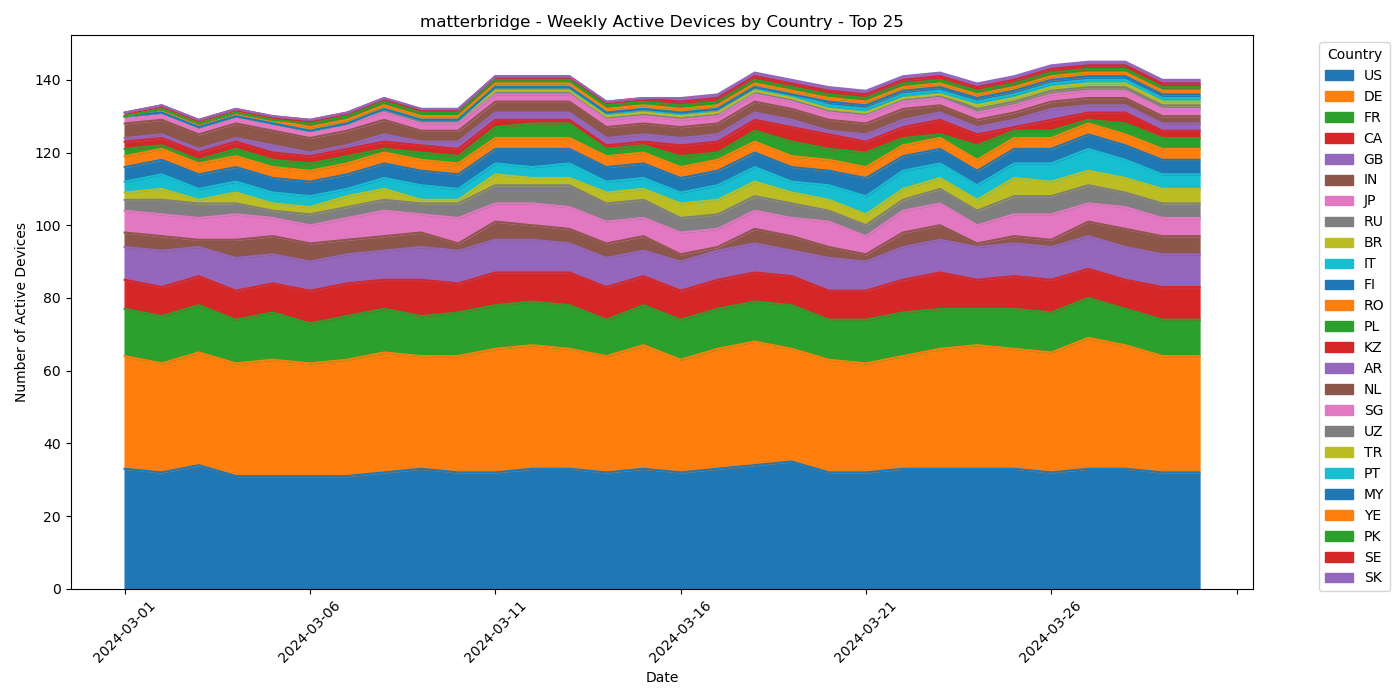 matterbridge - Weekly Active Devices by Country - Top 25
Number of Active Devices
140
120
100
80
60
40
20
0
2024-03-01
2024-03-06
2024-03-11
2024-03-16
2024-03-21
2024-03-26
Date
Country
US
DE
FR
CA
GB
IN
JP
RU
BR
IT
FI
RO
PL
KZ
AR
NL
SG
UZ
TR
PT
MY
YE
PK
SE
SK